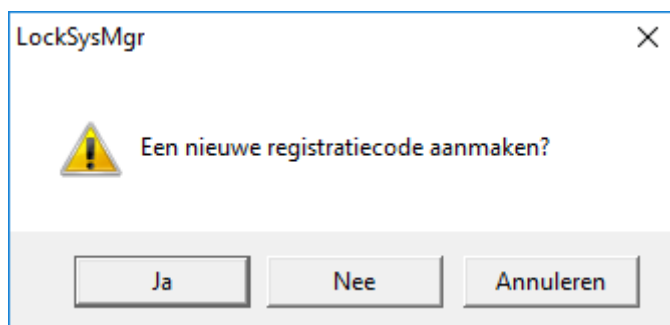 LockSysMgr
Een nieuwe registratiecode aanmaken?
Ja Nee Annuleren